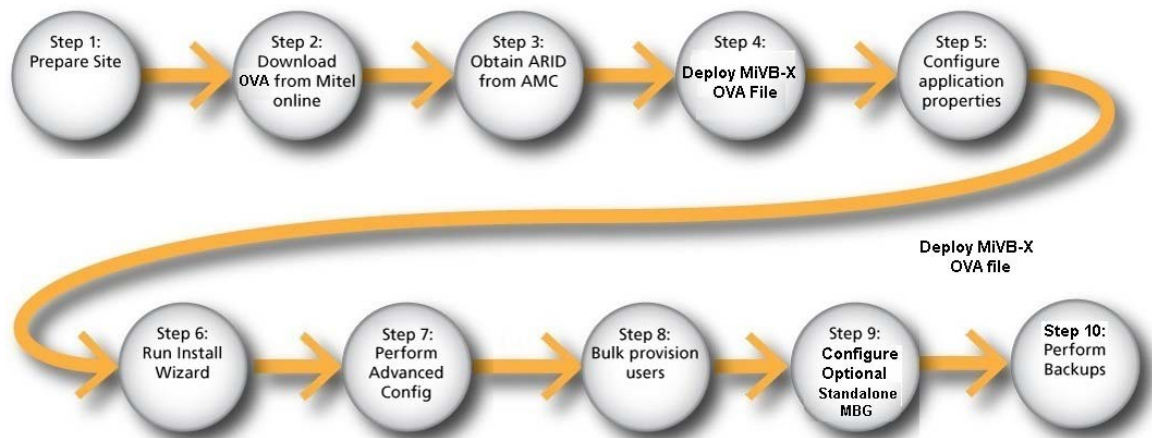 Step 1:
Prepare Site
Step 2:
Download
OVA from Mitel
online
Step 3:
Obtain ARID
from AMC
Step 4:
Deploy MiVB-X
OVA File
Step 5:
Configure
application
properties
Deploy MiVB-X
OVA file
Step 6:
Run Install
Wizard
Step 7:
Perform
Advanced
Config
Step 8:
Bulk provision
users
Step 9:
Configure
Optional
Standalone
MBG
Step 10:
Perform
Backups